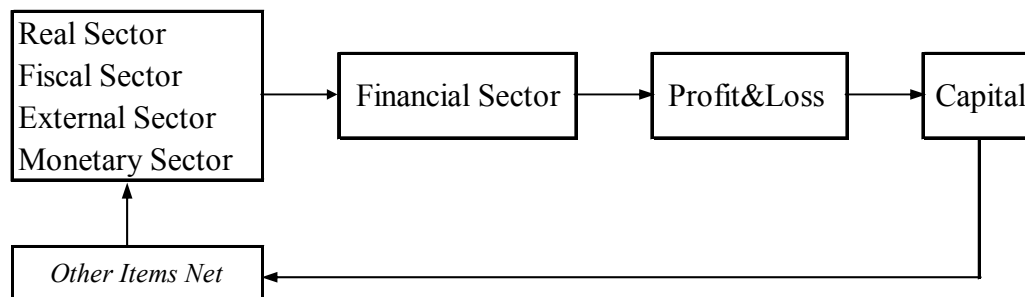 Real Sector
Fiscal Sector
External Sector
Monetary Sector
Financial Sector
Profit&Loss
Capital
Other Items Net